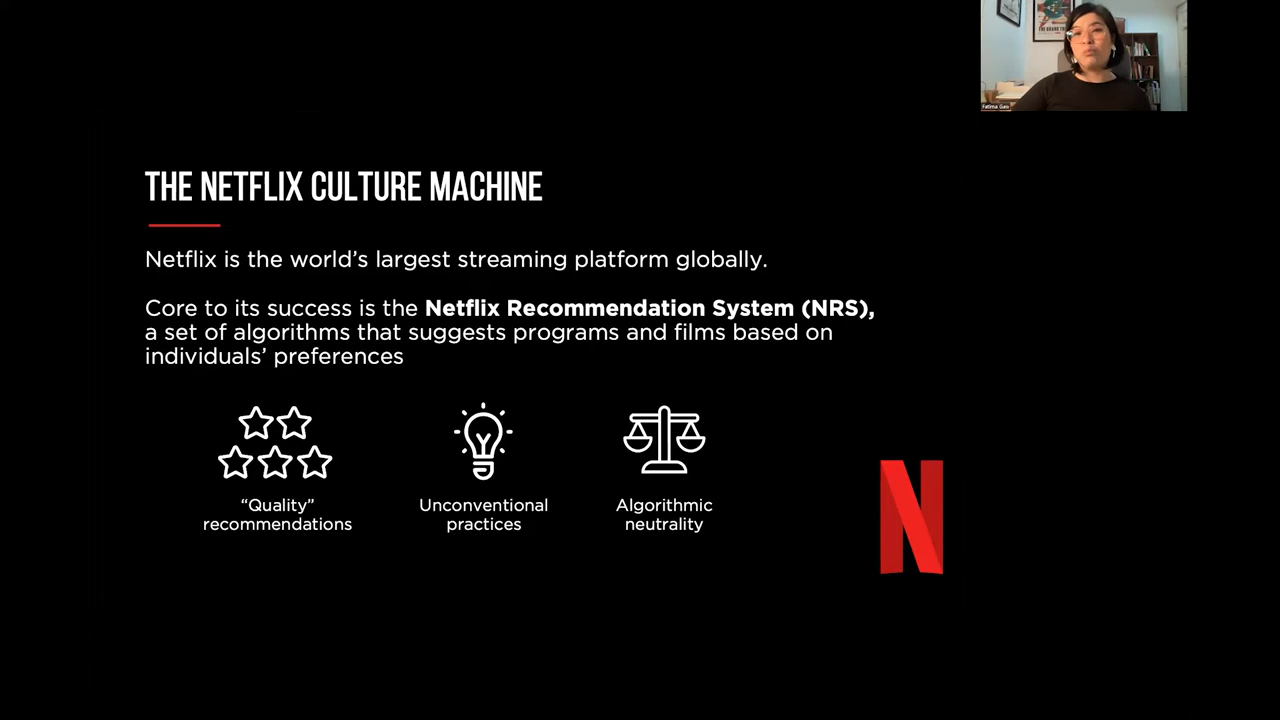 Fatima Gaw
THE NETFLIX CULTURE MACHINE
Netflix is the world’s largest streaming platform globally.
Core to its success is the Netflix Recommendation System (NRS),
a set of algorithms that suggests programs and films based on
individuals’ preferences
“Quality”
recommendations
Unconventional
practices
Algorithmic
neutrality
N